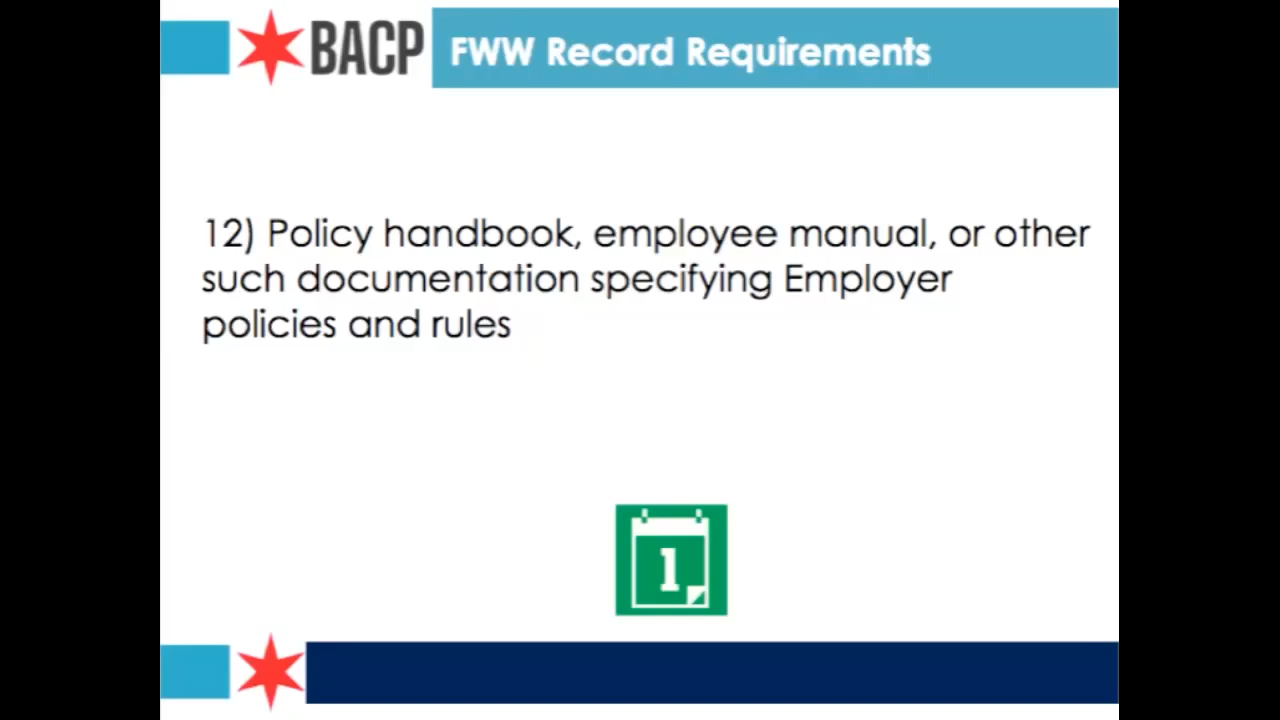 BACP
FWW Record Requirements
12) Policy handbook, employee manual, or other
such documentation specifying Employer
policies and rules
1